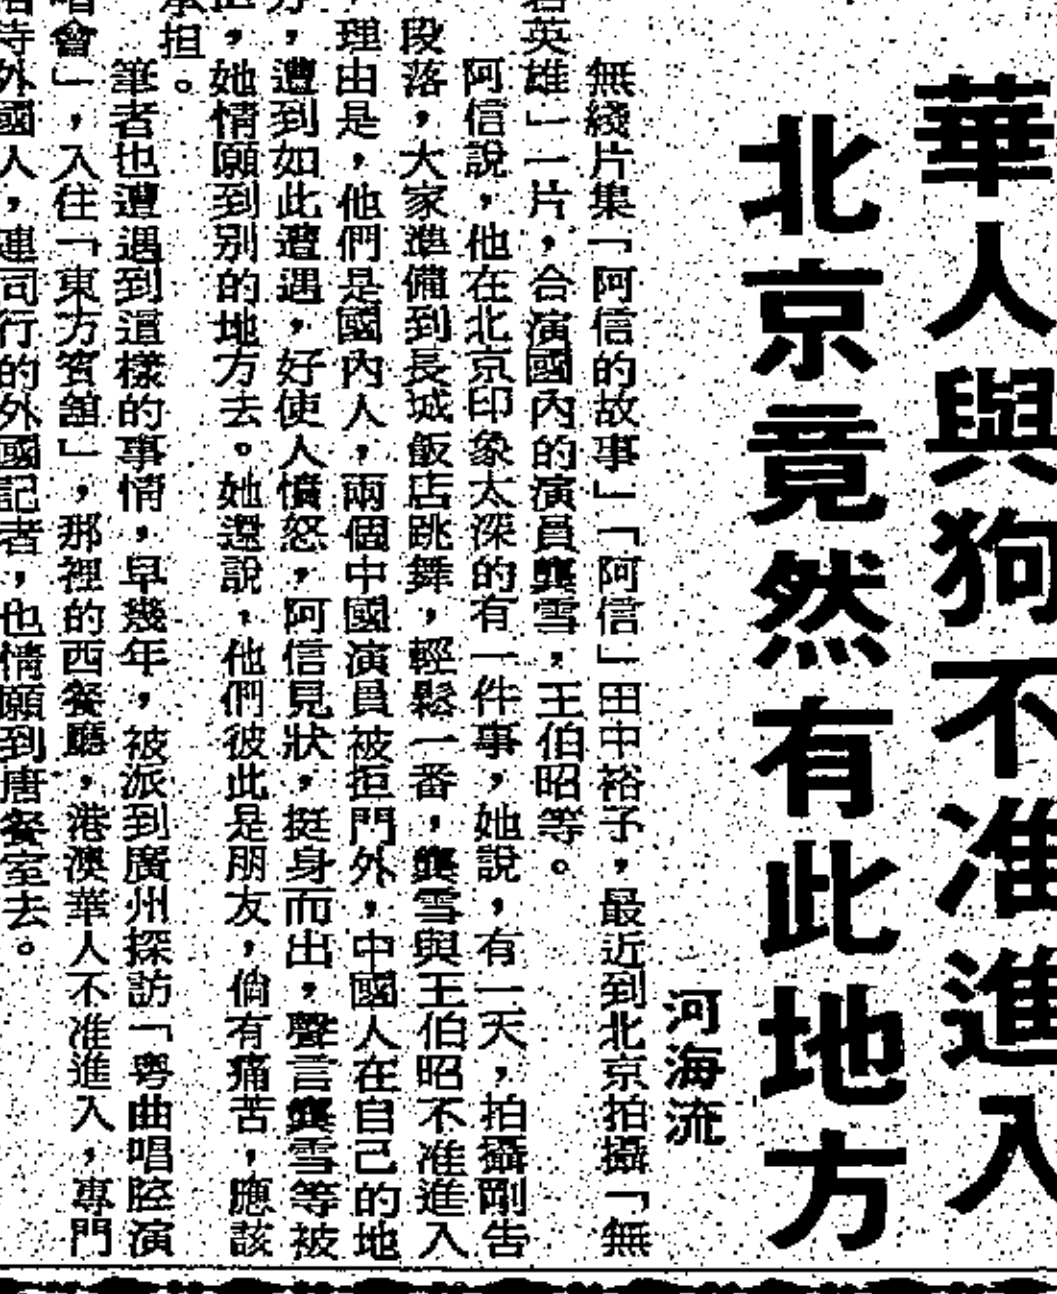 華人與狗不准進入
北京竟然有此地方
河海流
無綫片集「阿信的故事」「阿信」田中裕子，最近到北京拍攝「無
名英雄」一片，合演國內的演員龔雪，王伯昭等。
阿信說，他在北京印象太深的有一件事，她說，有一天，拍攝剛告
段落，大家準備到長城飯店跳舞，輕鬆一番，龔雪與王伯昭不准進入
，理由是，他們是國內人，兩個中國演員被拒門外，中國人在自己的地
方，遭到如此遭遇，好使人憤怒，阿信見狀，挺身而出，聲言龔雪等被
拒，她情願到別的地方去。她還說，他們彼此是朋友，倘有痛苦，應該
承担。
筆者也遭遇到這樣的事情，早幾年，被派到廣州探訪「粵曲唱腔演
唱會」，入住「東方賓舘」，那裡的西餐廳，港澳華人不准進入，專門
招待外國人，連同行的外國記者，也情願到唐餐室去。